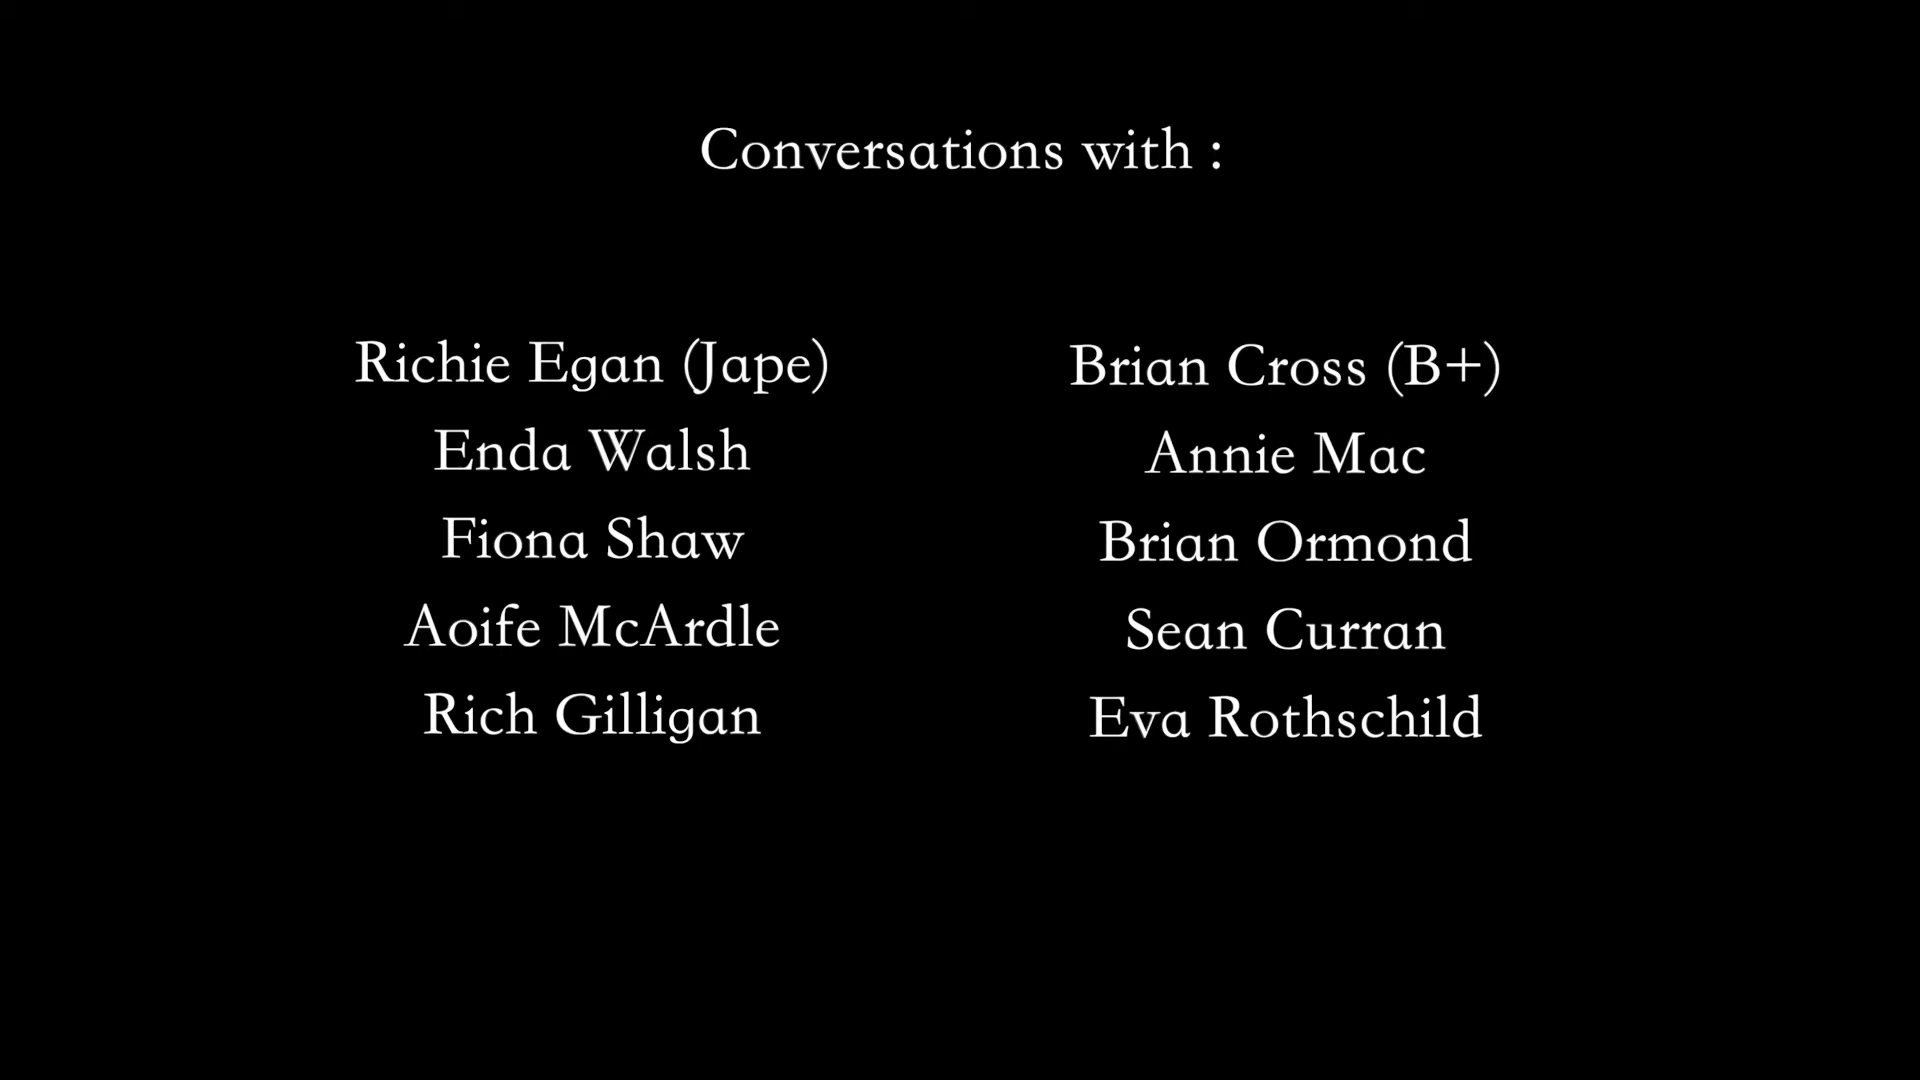 Conversations with :
Richie Egan (Jape)
Enda Walsh
Fiona Shaw
Aoife McArdle
Rich Gilligan
Brian Cross (B+)
Annie Mac
Brian Ormond
Sean Curran
Eva Rothschild